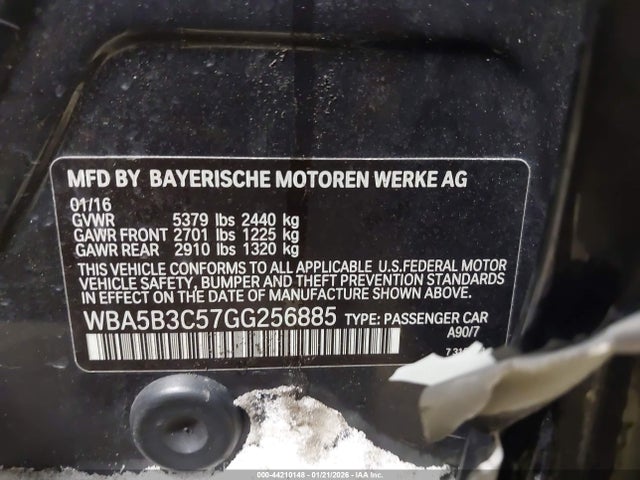 MFD BY BAYERISCHE MOTOREN WERKE AG
01/16
GVWR 5379 lbs 2440 kg
GAWR FRONT 2701 lbs 1225 kg
GAWR REAR 2910 lbs 1320 kg
THIS VEHICLE CONFORMS TO ALL APPLICABLE U.S.FEDERAL MOTOR
VEHICLE SAFETY, BUMPER AND THEFT PREVENTION STANDARDS
IN EFFECT ON THE DATE OF MANUFACTURE SHOWN ABOVE.
WBA5B3C57GG256885 TYPE: PASSENGER CAR
A90/7
000-44210148 - 01/21/2026 - IAA Inc.